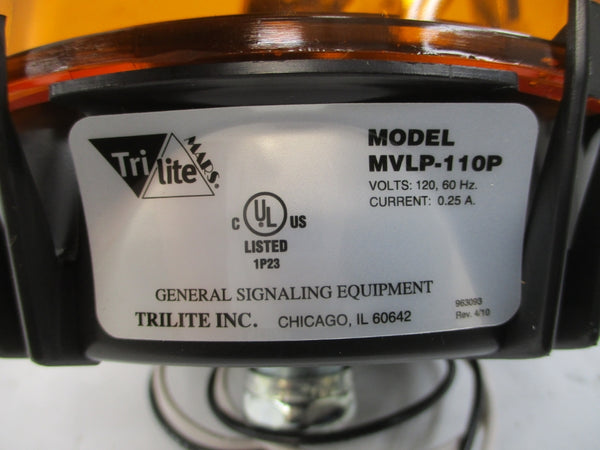 Tri lite MARS®
MODEL
MVLP-110P
VOLTS: 120, 60 Hz.
CURRENT: 0.25 A.
C UL US
®
LISTED
1P23
GENERAL SIGNALING EQUIPMENT
TRILITE INC. CHICAGO, IL 60642
963093
Rev. 4/10